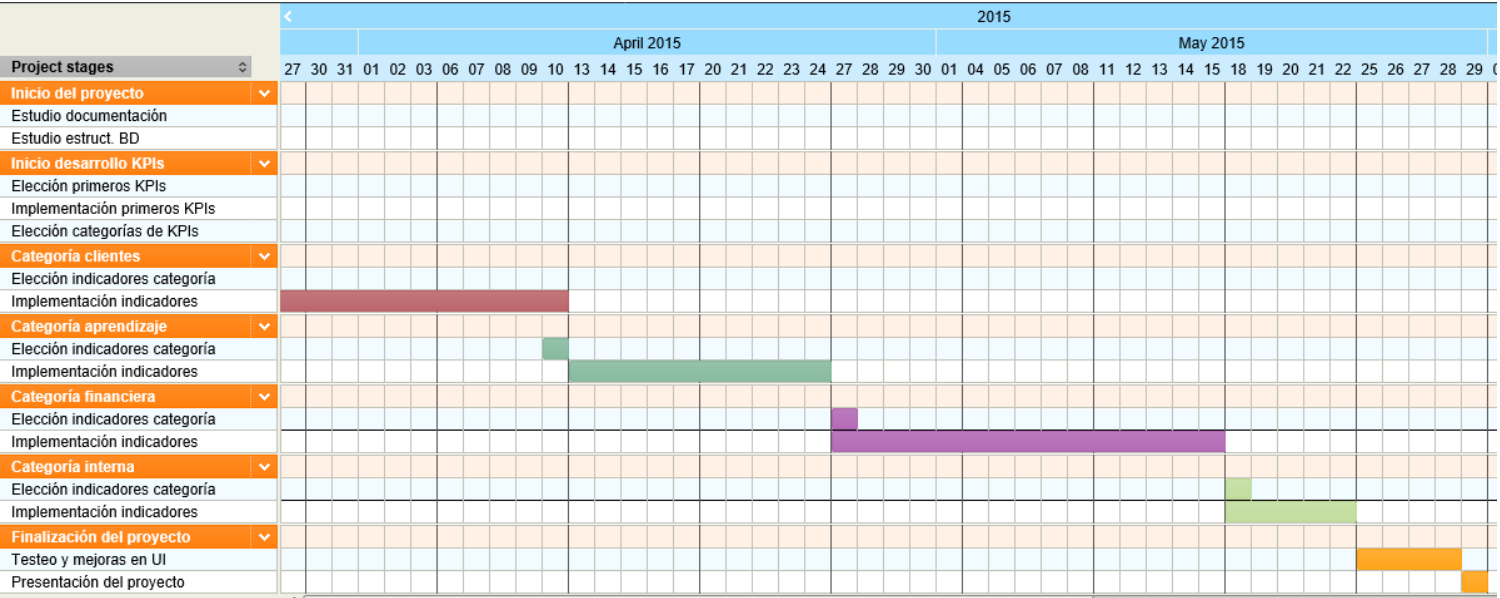 2015
April 2015 May 2015
Project stages 27 30 31 01 02 03 06 07 08 09 10 13 14 15 16 17 20 21 22 23 24 27 28 29 30 01 04 05 06 07 08 11 12 13 14 15 18 19 20 21 22 25 26 27 28 29
Inicio del proyecto
Estudio documentación
Estudio estruct. BD
Inicio desarrollo KPIs
Elección primeros KPIs
Implementación primeros KPIs
Elección categorías de KPIs
Categoría clientes
Elección indicadores categoría
Implementación indicadores
Categoría aprendizaje
Elección indicadores categoría
Implementación indicadores
Categoría financiera
Elección indicadores categoría
Implementación indicadores
Categoría interna
Elección indicadores categoría
Implementación indicadores
Finalización del proyecto
Testeo y mejoras en UI
Presentación del proyecto